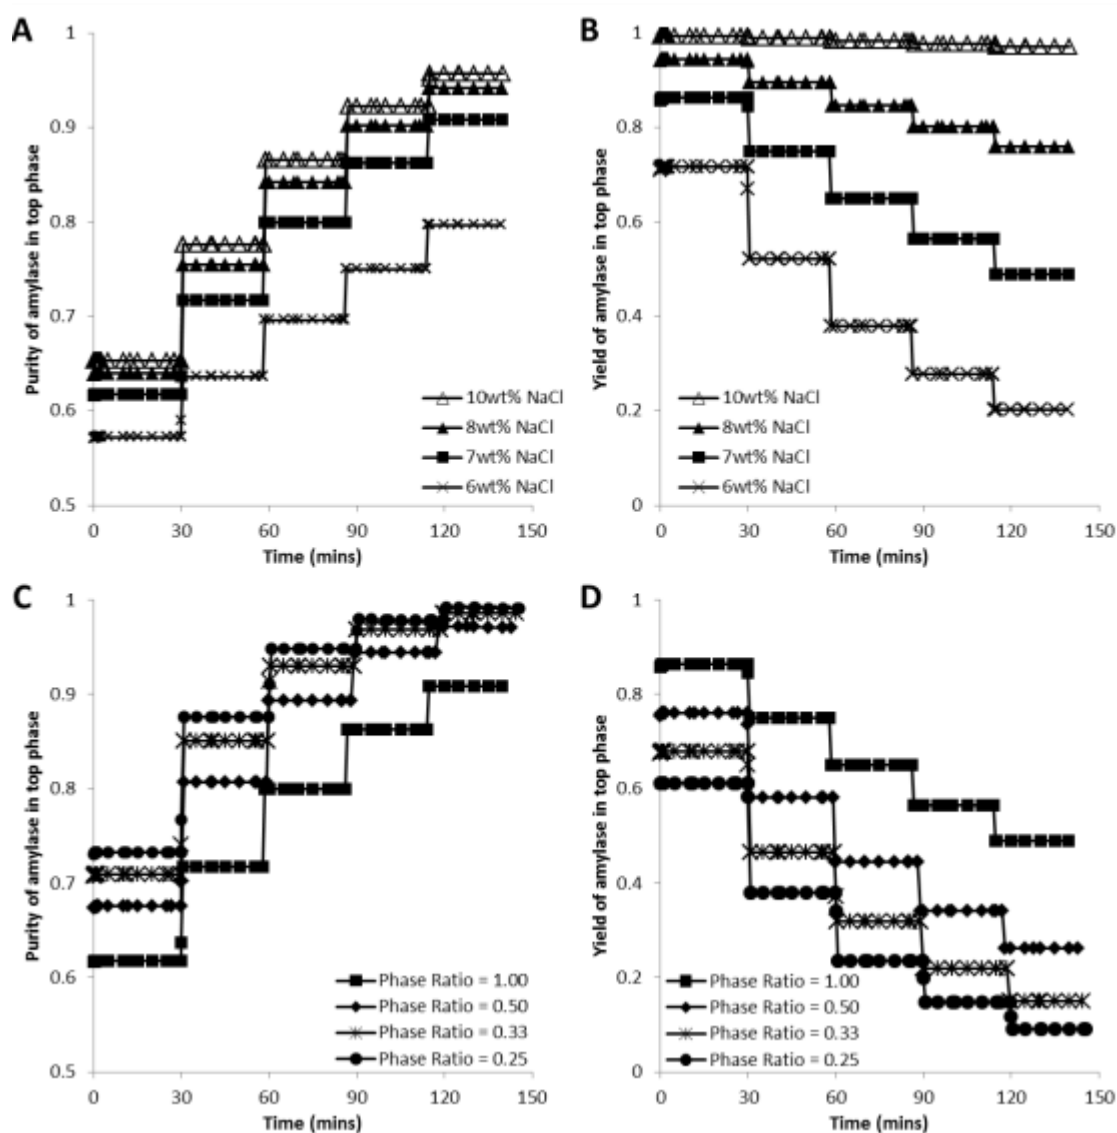 A
Purity of amylase in top phase
1
0.9
0.8
0.7
0.6
0.5
0 30 60 90 120 150
Time (mins)
10wt% NaCl
8wt% NaCl
7wt% NaCl
6wt% NaCl
B
Yield of amylase in top phase
1
0.8
0.6
0.4
0.2
0
0 30 60 90 120 150
Time (mins)
10wt% NaCl
8wt% NaCl
7wt% NaCl
6wt% NaCl
C
Purity of amylase in top phase
1
0.9
0.8
0.7
0.6
0.5
0 30 60 90 120 150
Time (mins)
Phase Ratio = 1.00
Phase Ratio = 0.50
Phase Ratio = 0.33
Phase Ratio = 0.25
D
Yield of amylase in top phase
1
0.8
0.6
0.4
0.2
0
0 30 60 90 120 150
Time (mins)
Phase Ratio = 1.00
Phase Ratio = 0.50
Phase Ratio = 0.33
Phase Ratio = 0.25